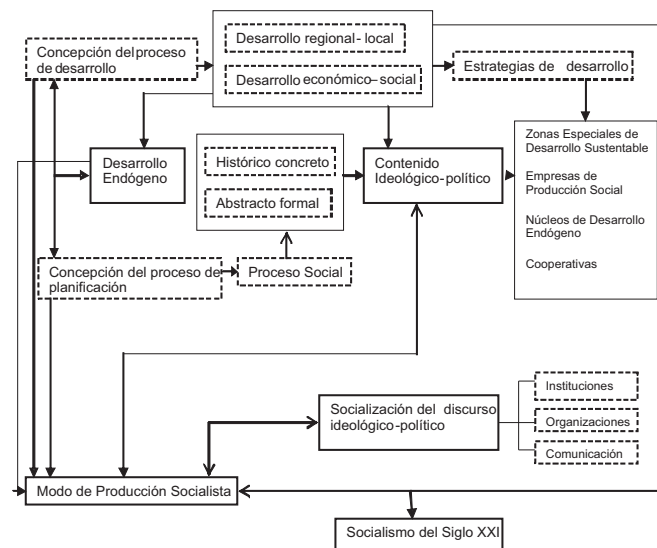 Concepción del proceso
de desarrollo
Desarrollo regional-local
Desarrollo económico-social
Estrategias de desarrollo
Desarrollo
Endógeno
Histórico concreto
Abstracto formal
Contenido
Ideológico-político
Zonas Especiales de
Desarrollo Sustentable
Empresas de
Producción Social
Núcleos de Desarrollo
Endógeno
Cooperativas
Concepción del proceso de
planificación
Proceso Social
Socialización del discurso
ideológico-político
Instituciones
Organizaciones
Comunicación
Modo de Producción Socialista
Socialismo del Siglo XXI